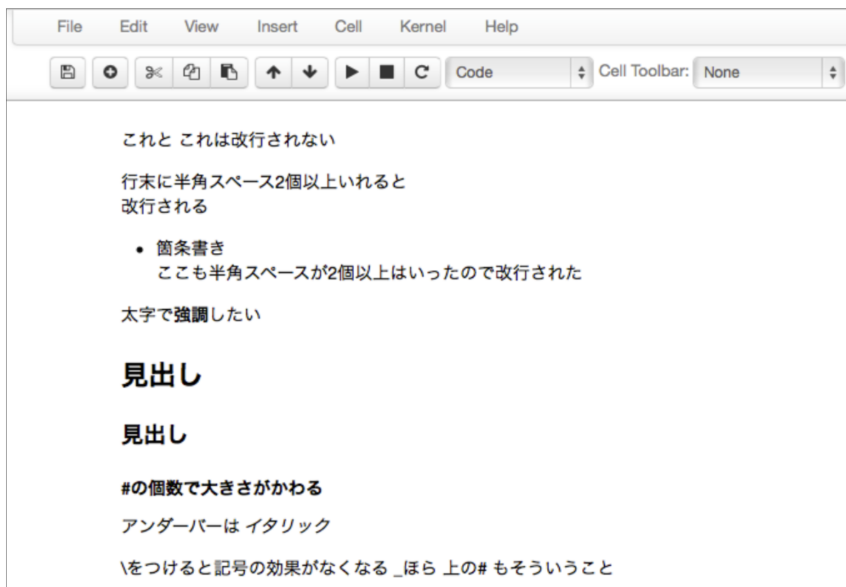 File Edit View Insert Cell Kernel Help
Code Cell Toolbar: None
これと これは改行されない
行末に半角スペース2個以上いれると
改行される
• 箇条書き
ここも半角スペースが2個以上はいったので改行された
太字で強調したい
見出し
見出し
#の個数で大きさがかわる
アンダーバーは イタリック
\をつけると記号の効果がなくなる _ほら 上の# もそういうこと